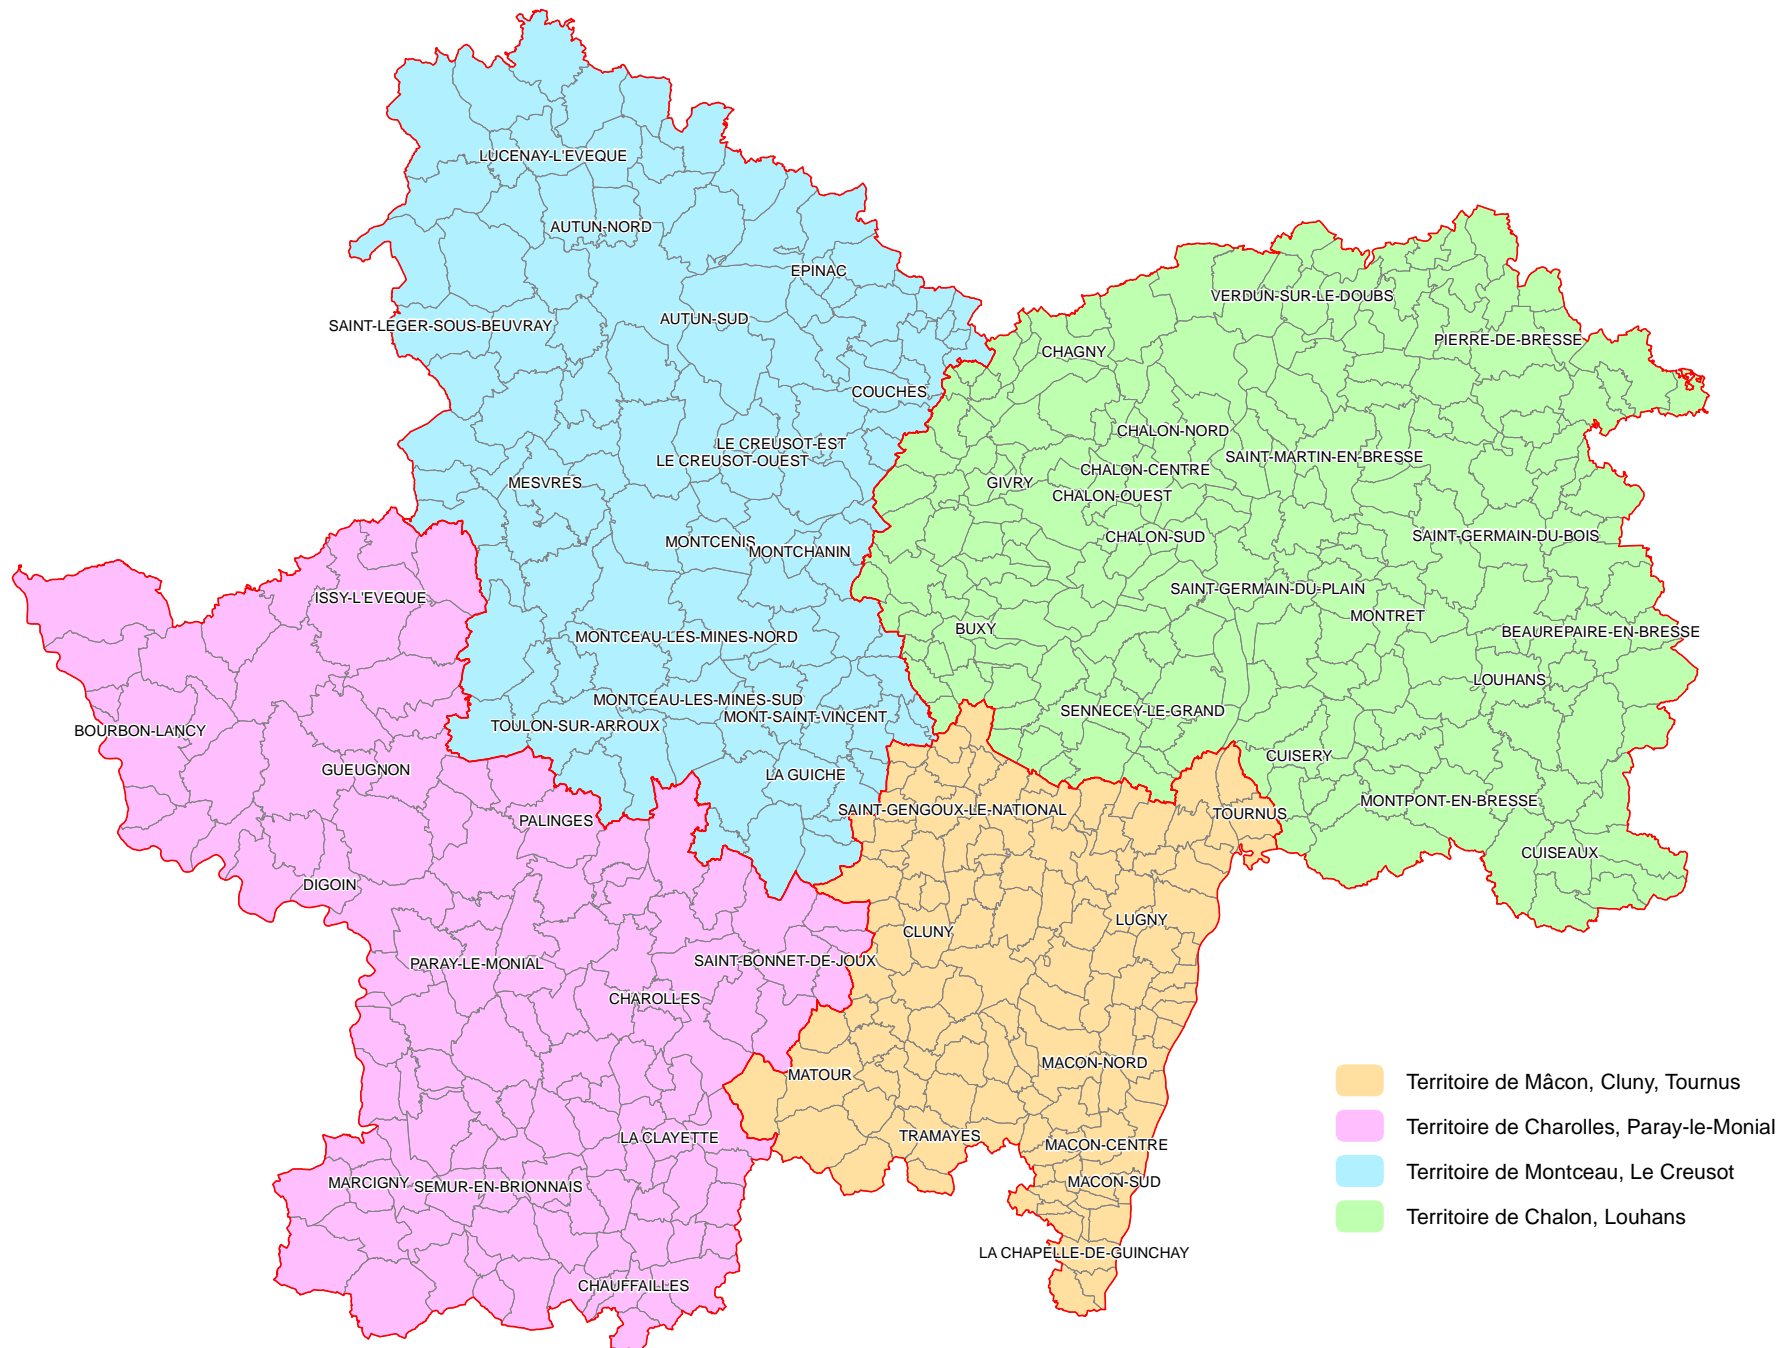 LUCENAY-L'EVEQUE
AUTUN-NORD
EPINAC
VERDUN-SUR-LE-DOUBS
AUTUN-SUD
SAINT-LEGER-SOUS-BEUVRAY
PIERRE-DE-BRESSE
CHAGNY
COUCHES
CHALON-NORD
LE CREUSOT-EST
LE CREUSOT-OUEST
SAINT-MARTIN-EN-BRESSE
CHALON-CENTRE
MESVRES
GIVRY
CHALON-OUEST
CHALON-SUD
SAINT-GERMAIN-DU-BOIS
MONTCENIS
MONTCHANIN
SAINT-GERMAIN-DU-PLAIN
ISSY-L'EVEQUE
MONTRET
BUXY
BEAUREPAIRE-EN-BRESSE
MONTCEAU-LES-MINES-NORD
LOUHANS
MONTCEAU-LES-MINES-SUD
SENNECEY-LE-GRAND
MONT-SAINT-VINCENT
TOULON-SUR-ARROUX
BOURBON-LANCY
CUISERY
GUEUGNON
LA GUICHE
MONTPONT-EN-BRESSE
SAINT-GENGOUX-LE-NATIONAL
TOURNUS
PALINGES
CUISEAUX
DIGOIN
LUGNY
CLUNY
SAINT-BONNET-DE-JOUX
PARAY-LE-MONIAL
CHAROLLES
MACON-NORD
MATOUR
TRAMAYES
LA CLAYETTE
MACON-CENTRE
MACON-SUD
MARCIGNY
SEMUR-EN-BRIONNAIS
LA CHAPELLE-DE-GUINCHAY
CHAUFFAILLES
Territoire de Mâcon, Cluny, Tournus
Territoire de Charolles, Paray-le-Monial
Territoire de Montceau, Le Creusot
Territoire de Chalon, Louhans